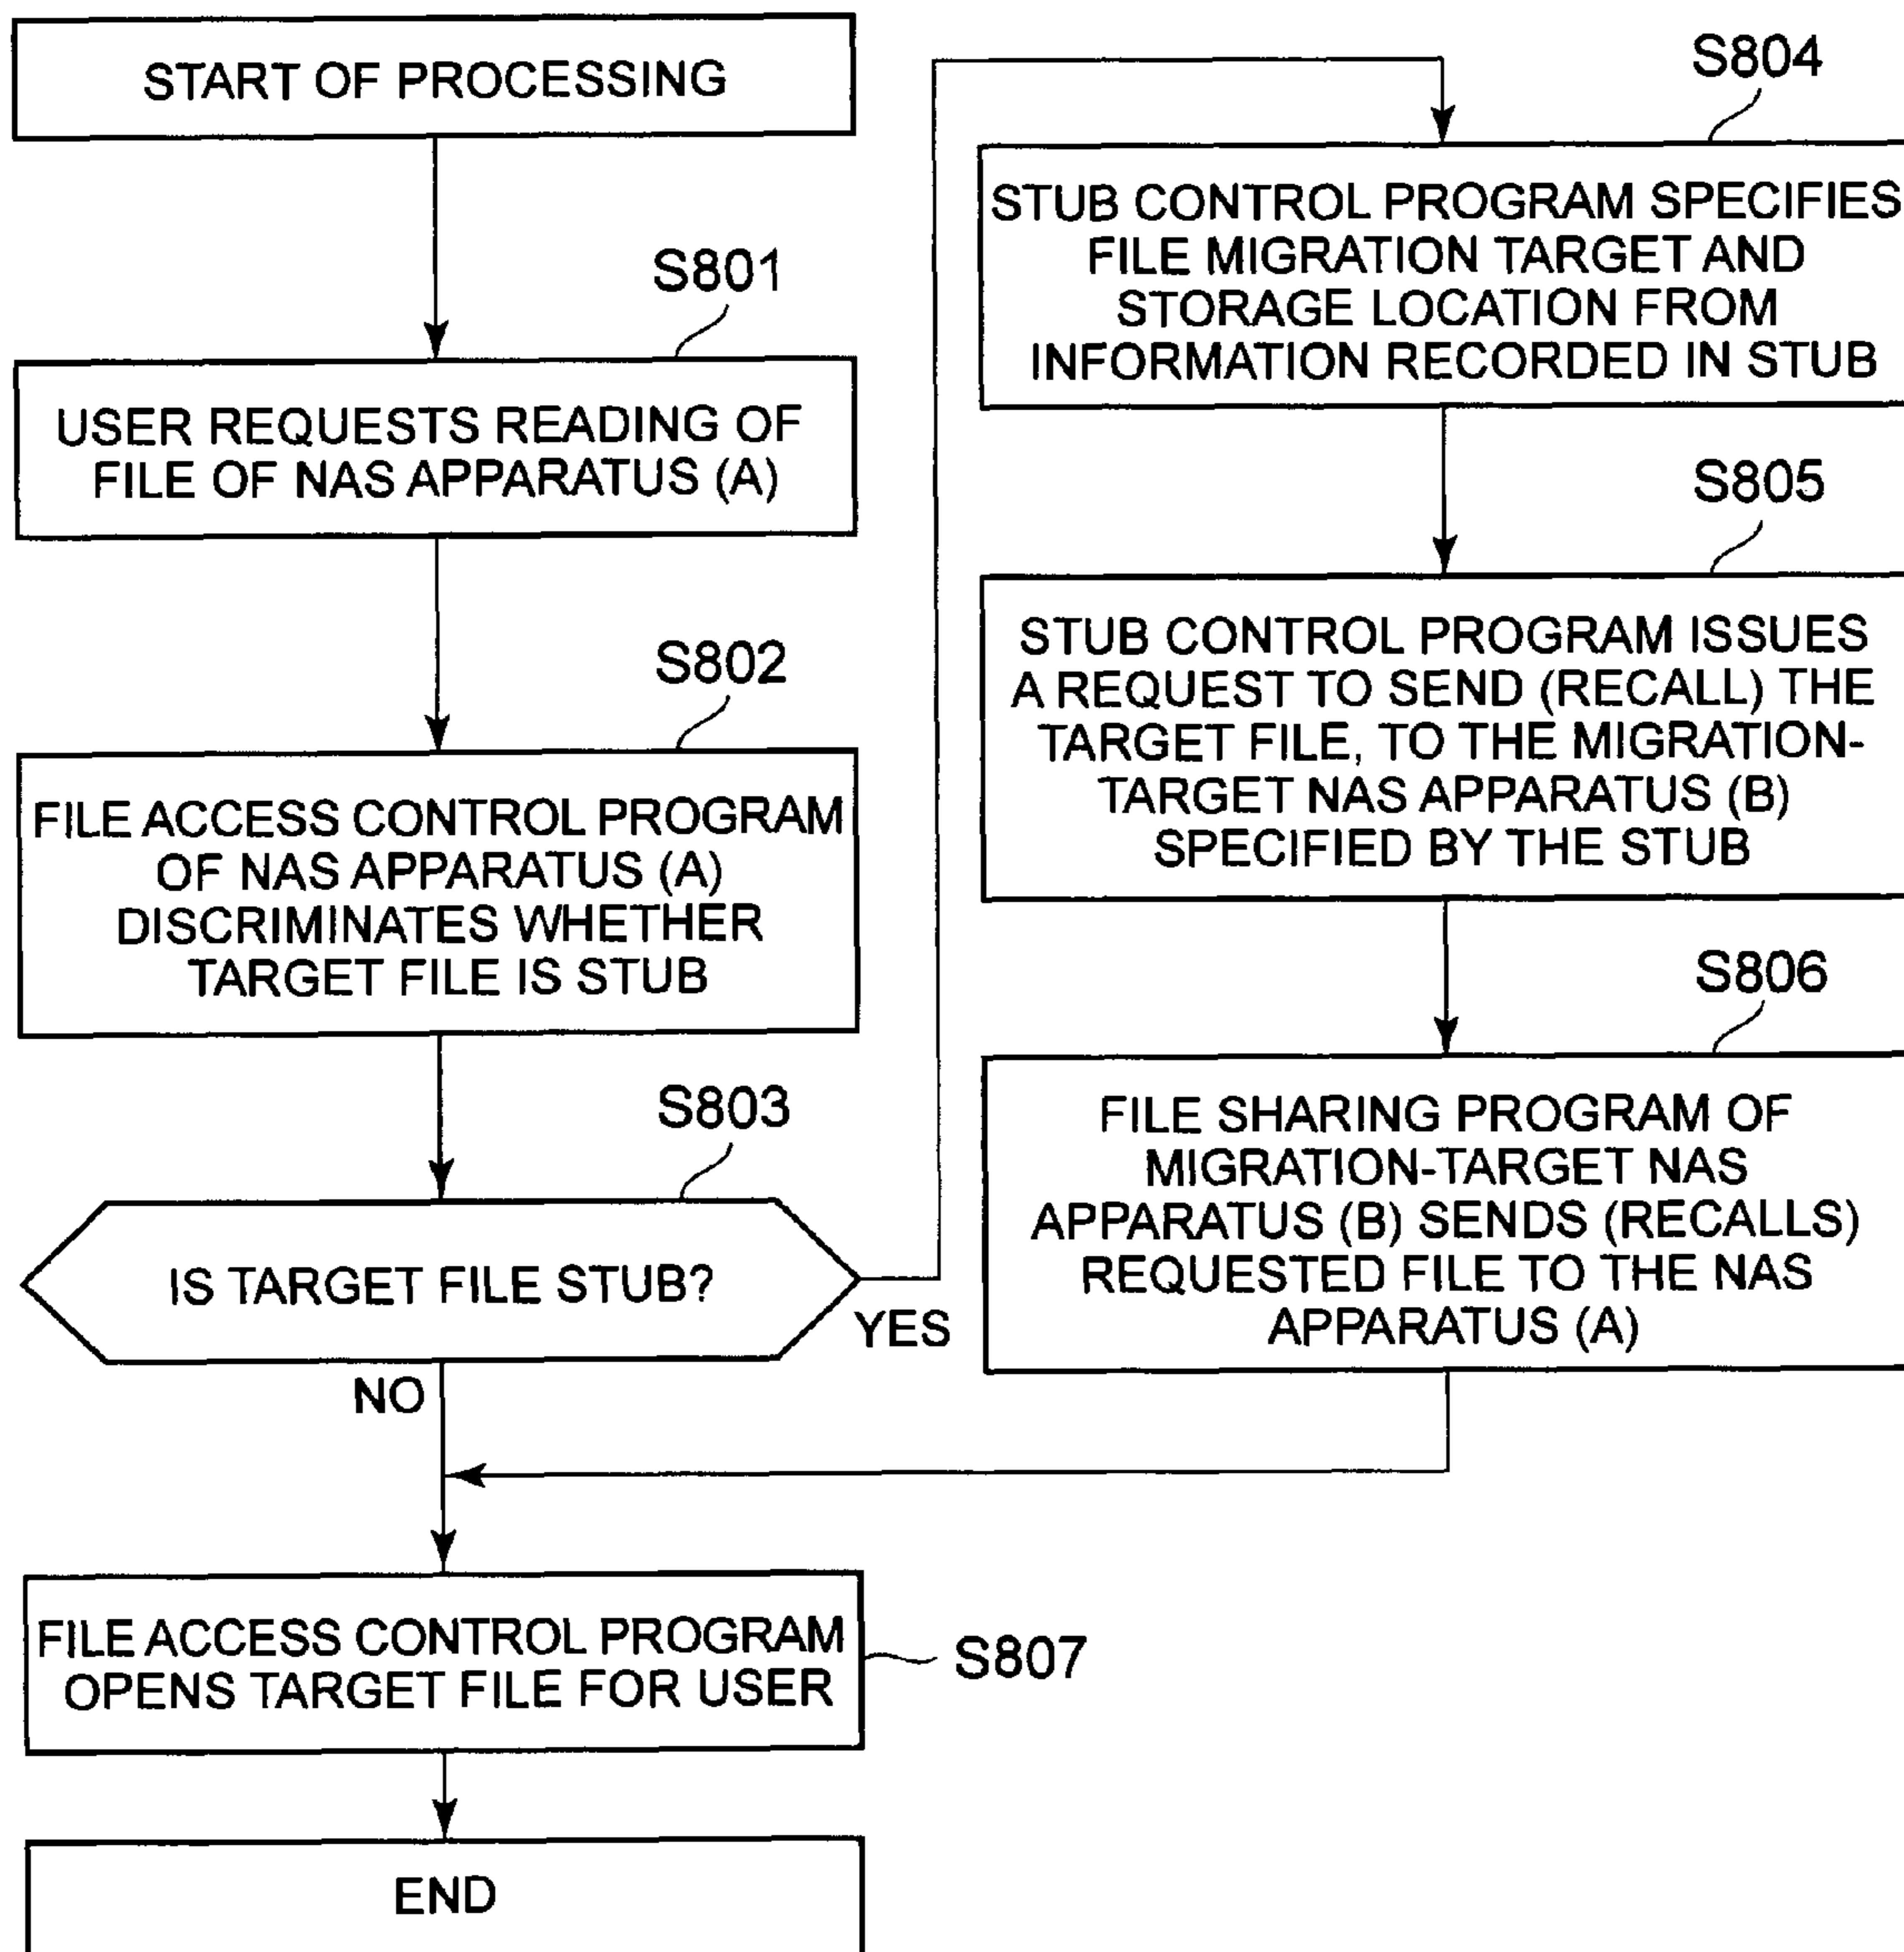 START OF PROCESSING
S801
USER REQUESTS READING OF
FILE OF NAS APPARATUS (A)
S802
FILE ACCESS CONTROL PROGRAM
OF NAS APPARATUS (A)
DISCRIMINATES WHETHER
TARGET FILE IS STUB
S803
IS TARGET FILE STUB?
YES
NO
S804
STUB CONTROL PROGRAM SPECIFIES
FILE MIGRATION TARGET AND
STORAGE LOCATION FROM
INFORMATION RECORDED IN STUB
S805
STUB CONTROL PROGRAM ISSUES
A REQUEST TO SEND (RECALL) THE
TARGET FILE, TO THE MIGRATION-
TARGET NAS APPARATUS (B)
SPECIFIED BY THE STUB
S806
FILE SHARING PROGRAM OF
MIGRATION-TARGET NAS
APPARATUS (B) SENDS (RECALLS)
REQUESTED FILE TO THE NAS
APPARATUS (A)
FILE ACCESS CONTROL PROGRAM
OPENS TARGET FILE FOR USER
S807
END